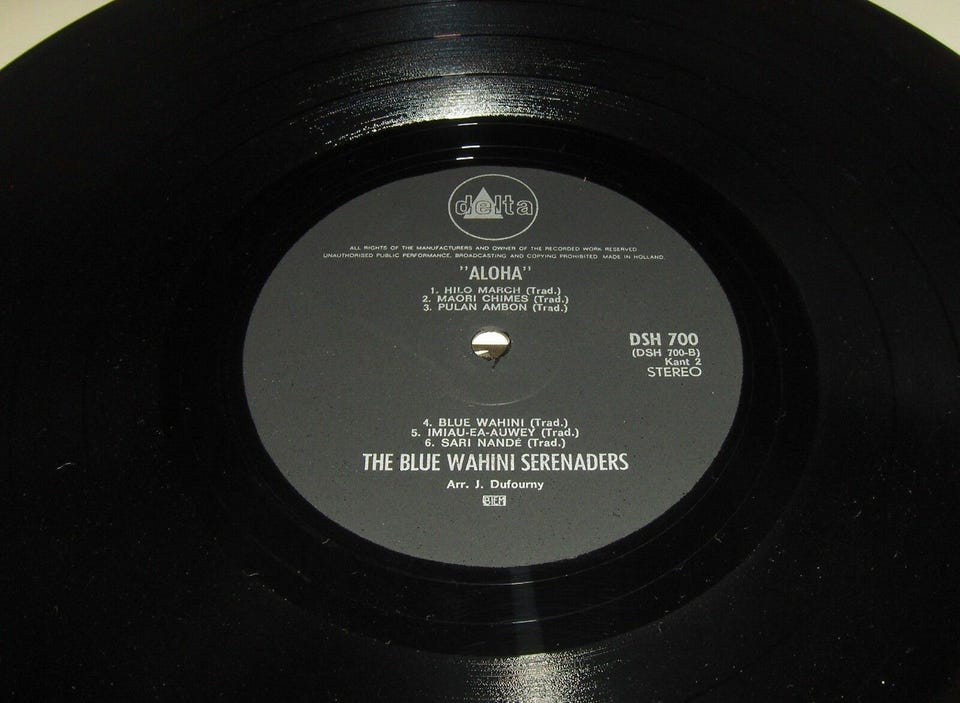 delta
ALL RIGHTS OF THE MANUFACTURERS AND OWNER OF THE RECORDED WORK RESERVED
UNAUTHORISED PUBLIC PERFORMANCE, BROADCASTING AND COPYING PROHIBITED MADE IN HOLLAND.
"ALOHA"
1. HILO MARCH (Trad.)
2. MAORI CHIMES (Trad.)
3. PULAN AMBON (Trad.)
DSH 700
(DSH 700-B)
Kant 2
STEREO
4. BLUE WAHINI (Trad.)
5. IMIAU-EA-AUWEY (Trad.)
6. SARI NANDÉ (Trad.)
THE BLUE WAHINI SERENADERS
Arr. J. Dufourny
BIEM